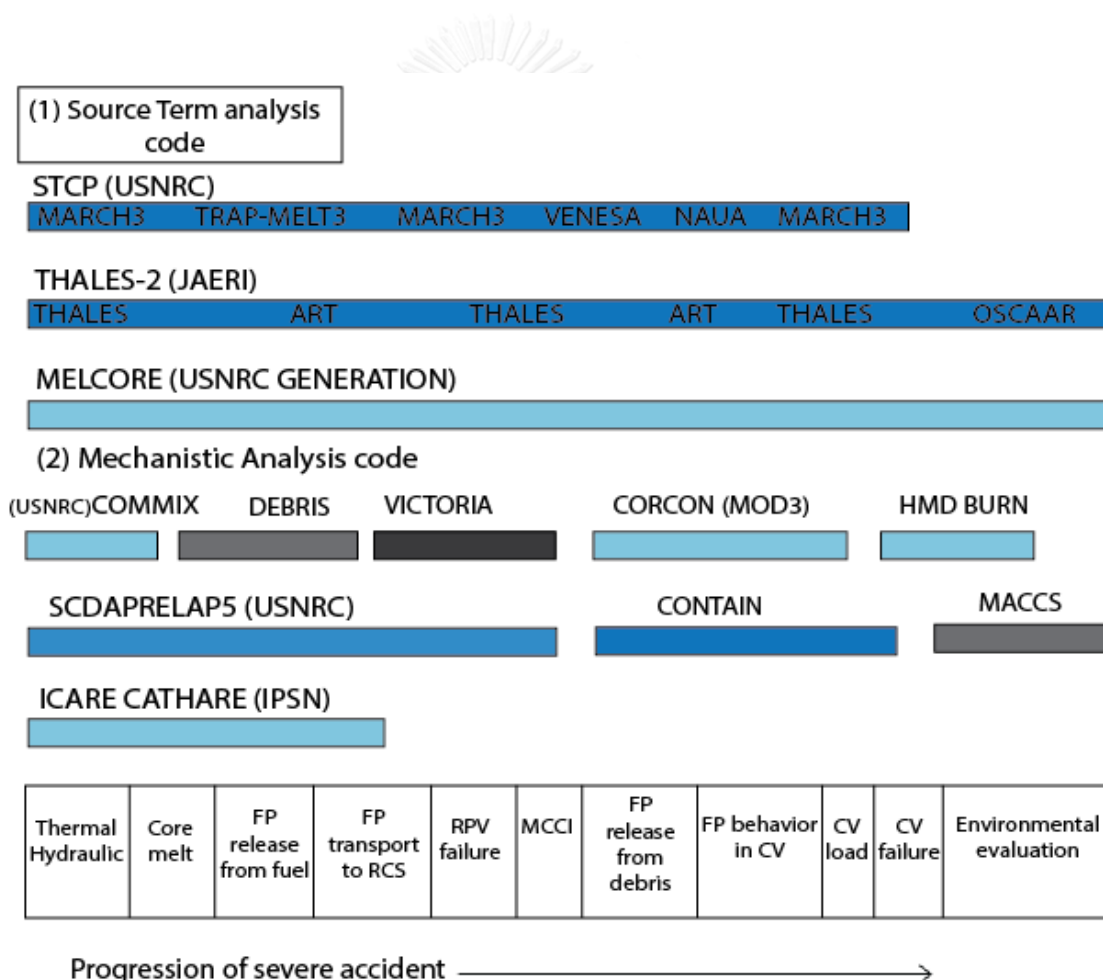 (1) Source Term analysis
code
STCP (USNRC)
MARCH3 TRAP-MELT3 MARCH3 VENESA NAUA MARCH3
THALES-2 (JAERI)
THALES ART THALES ART THALES OSCAAR
MELCORE (USNRC GENERATION)
(2) Mechanistic Analysis code
(USNRC)COMMIX DEBRIS VICTORIA CORCON (MOD3) HMD BURN
SCDAPRELAP5 (USNRC) CONTAIN MACCS
ICARE CATHARE (IPSN)
Thermal
Hydraulic
Core
melt
FP
release
from fuel
FP
transport
to RCS
RPV
failure
MCCI
FP
release
from
debris
FP behavior
in CV
CV
load
CV
failure
Environmental
evaluation
Progression of severe accident